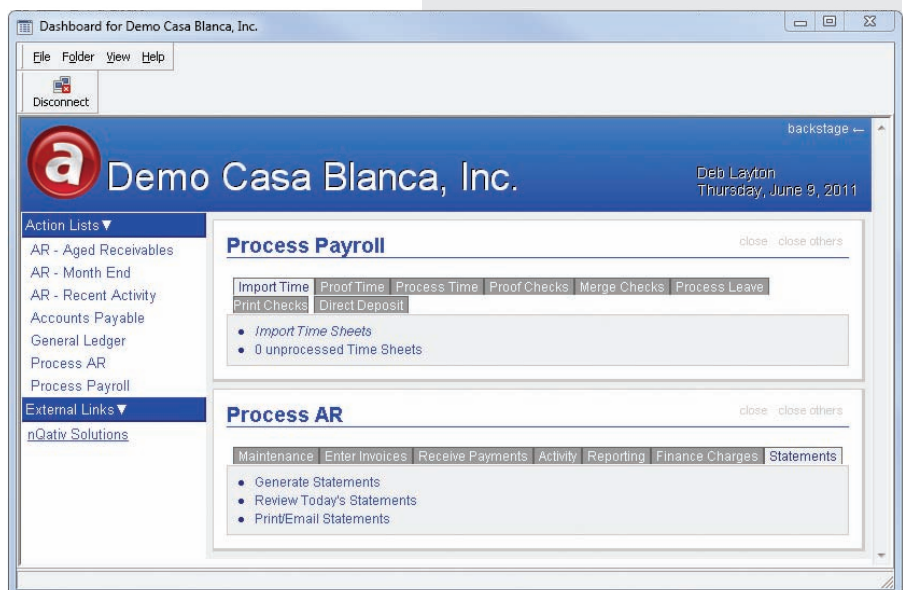 Dashboard for Demo Casa Blanca, Inc.
File Folder View Help
Disconnect
backstage ←
a
Demo Casa Blanca, Inc.
Deb Layton
Thursday, June 9, 2011
Action Lists▼
AR - Aged Receivables
AR - Month End
AR - Recent Activity
Accounts Payable
General Ledger
Process AR
Process Payroll
External Links▼
nQativ Solutions
Process Payroll
close close others
Import Time Proof Time Process Time Proof Checks Merge Checks Process Leave
Print Checks Direct Deposit
• Import Time Sheets
• 0 unprocessed Time Sheets
Process AR
close close others
Maintenance Enter Invoices Receive Payments Activity Reporting Finance Charges Statements
• Generate Statements
• Review Today's Statements
• Print/Email Statements